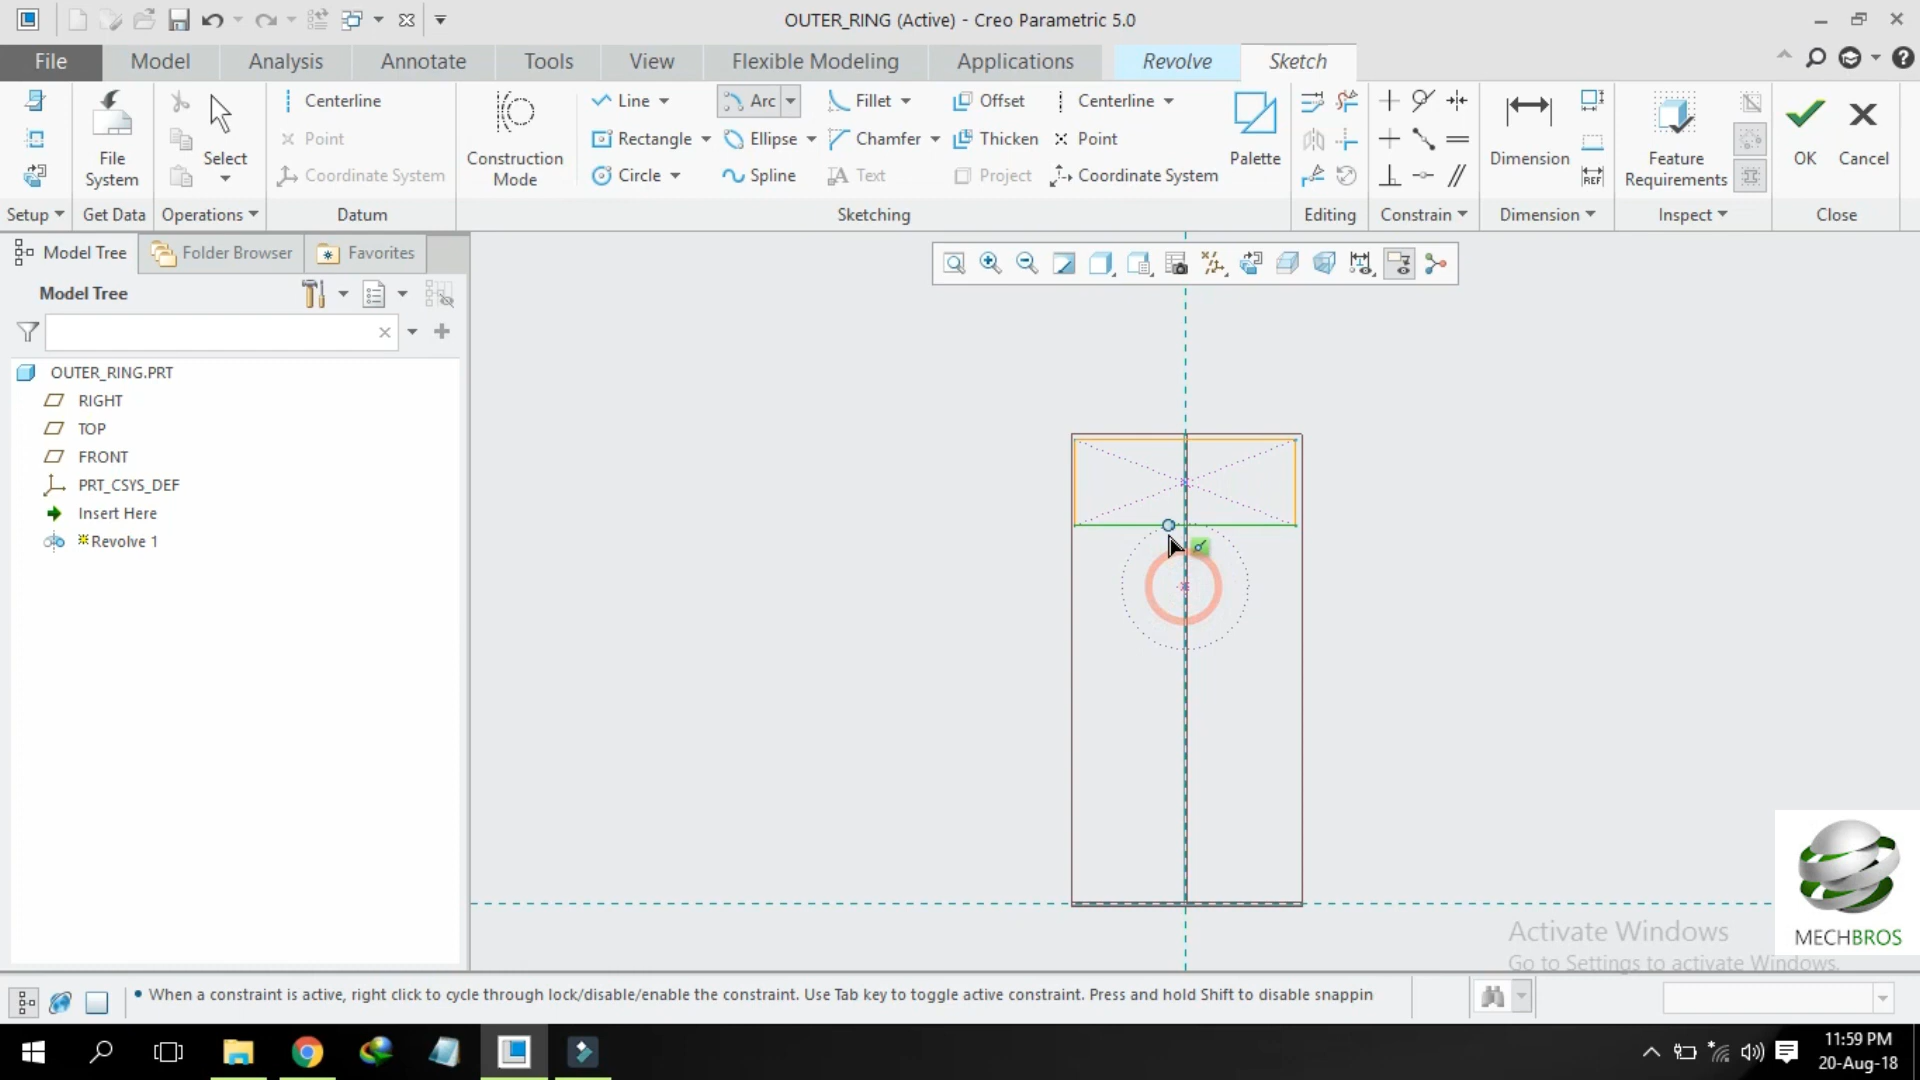 OUTER_RING (Active) - Creo Parametric 5.0
File
Model
Analysis
Annotate
Tools
View
Flexible Modeling
Applications
Revolve
Sketch
Centerline
Point
Coordinate System
File
System
Select
Construction
Mode
Line
Arc
Fillet
Offset
Centerline
Rectangle
Ellipse
Chamfer
Thicken
Point
Circle
Spline
Text
Project
Coordinate System
Palette
Dimension
REF
Feature
Requirements
OK
Cancel
Setup
Get Data
Operations
Datum
Sketching
Editing
Constrain
Dimension
Inspect
Close
Model Tree
Folder Browser
Favorites
Model Tree
OUTER_RING.PRT
RIGHT
TOP
FRONT
PRT_CSYS_DEF
Insert Here
Revolve 1
MECHBROS
Activate Windows
Go to Settings to activate Windows.
When a constraint is active, right click to cycle through lock/disable/enable the constraint. Use Tab key to toggle active constraint. Press and hold Shift to disable snappin
11:59 PM
20-Aug-18